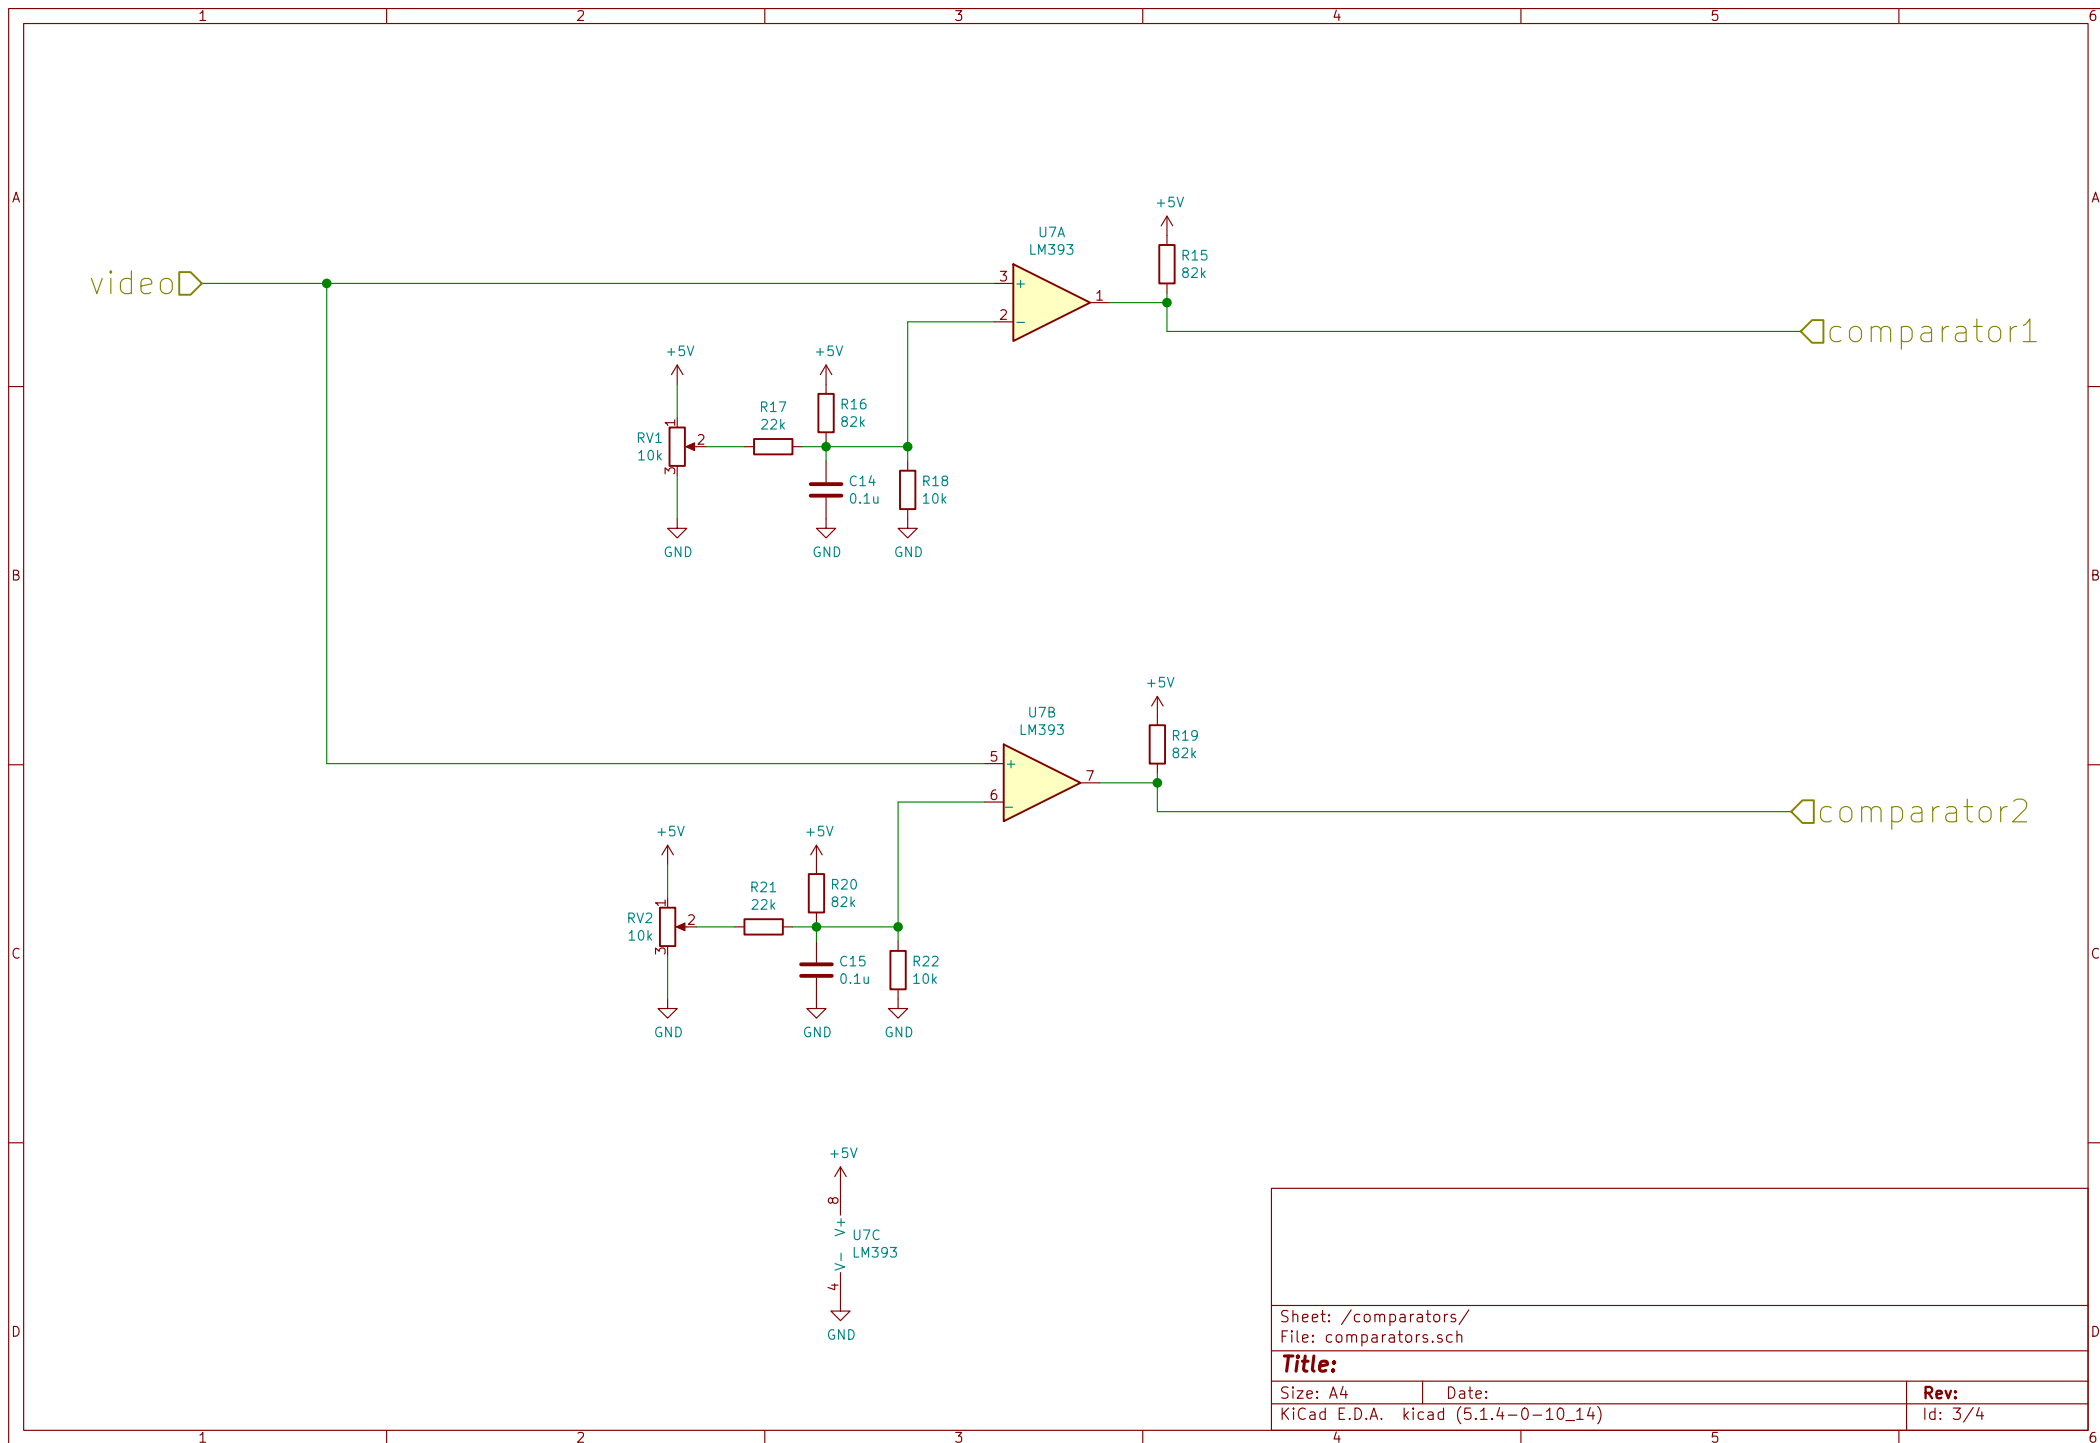 1 2 3 4 5 6
A A
+5V
U7A
LM393
R15
82k
video
3
+
1
2
−
comparator1
+5V
+5V
R17
22k
R16
82k
1
RV1
10k
2
3
C14
0.1u
R18
10k
GND
GND
GND
B B
+5V
U7B
LM393
R19
82k
5
+
7
6
−
comparator2
+5V
+5V
R21
22k
R20
82k
1
RV2
10k
2
3
C15
0.1u
R22
10k
GND
GND
GND
C C
+5V
8
V+
U7C
LM393
V−
4
GND
D D
Sheet: /comparators/
File: comparators.sch
Title:
Size: A4 Date: Rev:
KiCad E.D.A. kicad (5.1.4-0-10_14) Id: 3/4
1 2 3 4 5 6